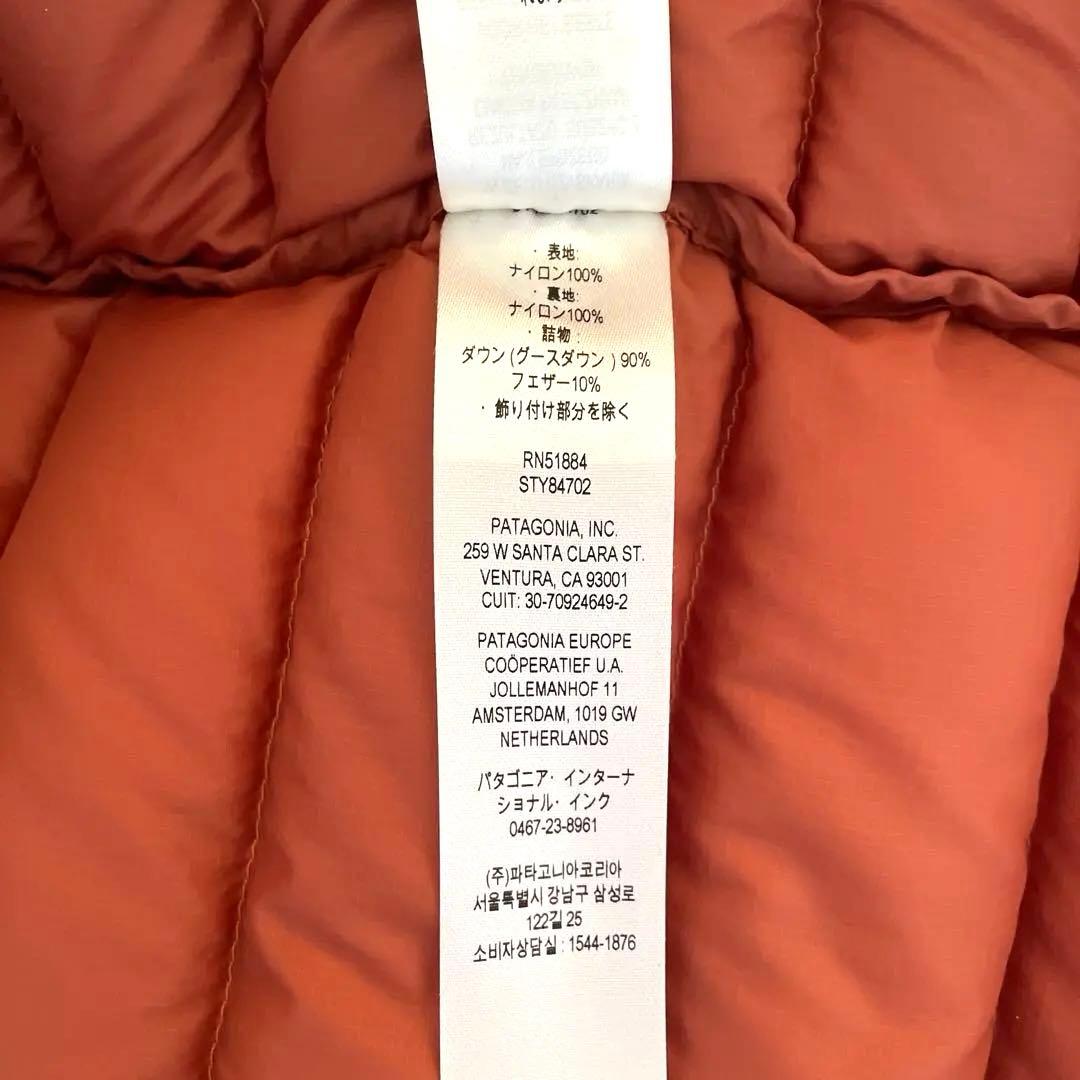 ・表地:
ナイロン100%
・裏地:
ナイロン100%
・詰物:
ダウン(グースダウン)90%
フェザー10%
・飾り付け部分を除く
RN51884
STY84702
PATAGONIA, INC.
259 W SANTA CLARA ST.
VENTURA, CA 93001
CUIT: 30-70924649-2
PATAGONIA EUROPE
COÖPERATIEF U.A.
JOLLEMANHOF 11
AMSTERDAM, 1019 GW
NETHERLANDS
パタゴニア・インターナ
ショナル・インク
0467-23-8961
(주)파타고니아코리아
서울특별시 강남구 삼성로
122길 25
소비자상담실 : 1544-1876